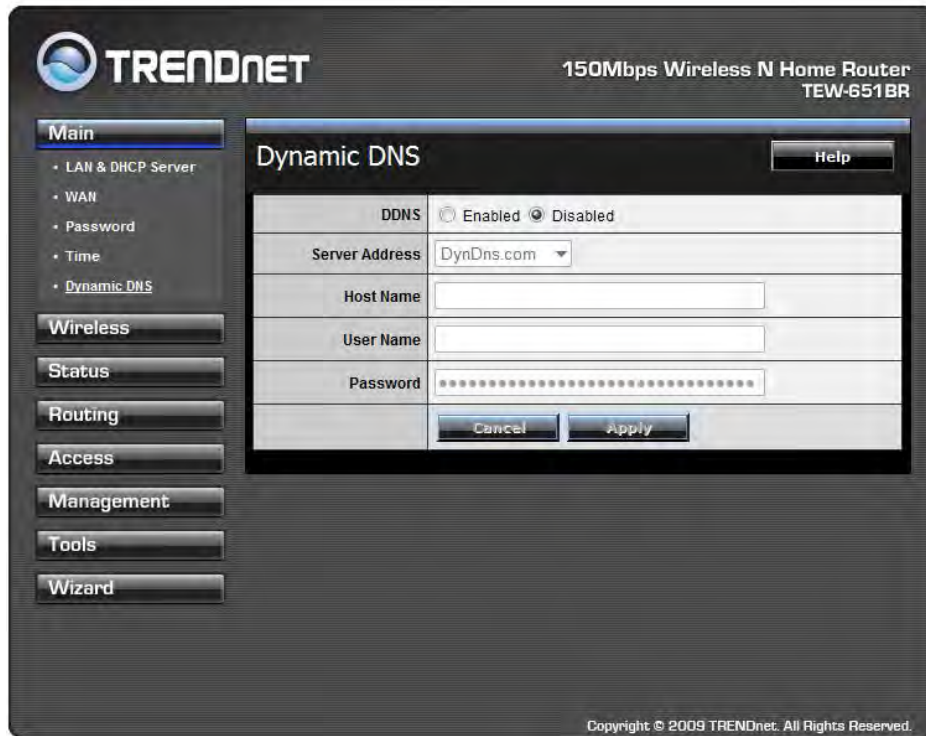 TRENDNET
150Mbps Wireless N Home Router
TEW-651BR
Main
• LAN & DHCP Server
• WAN
• Password
• Time
• Dynamic DNS
Wireless
Status
Routing
Access
Management
Tools
Wizard
Dynamic DNS
Help
DDNS Enabled Disabled
Server Address DynDns.com
Host Name
User Name
Password ••••••••••••••••••••••••••••••••
Cancel Apply
Copyright © 2009 TRENDnet. All Rights Reserved.